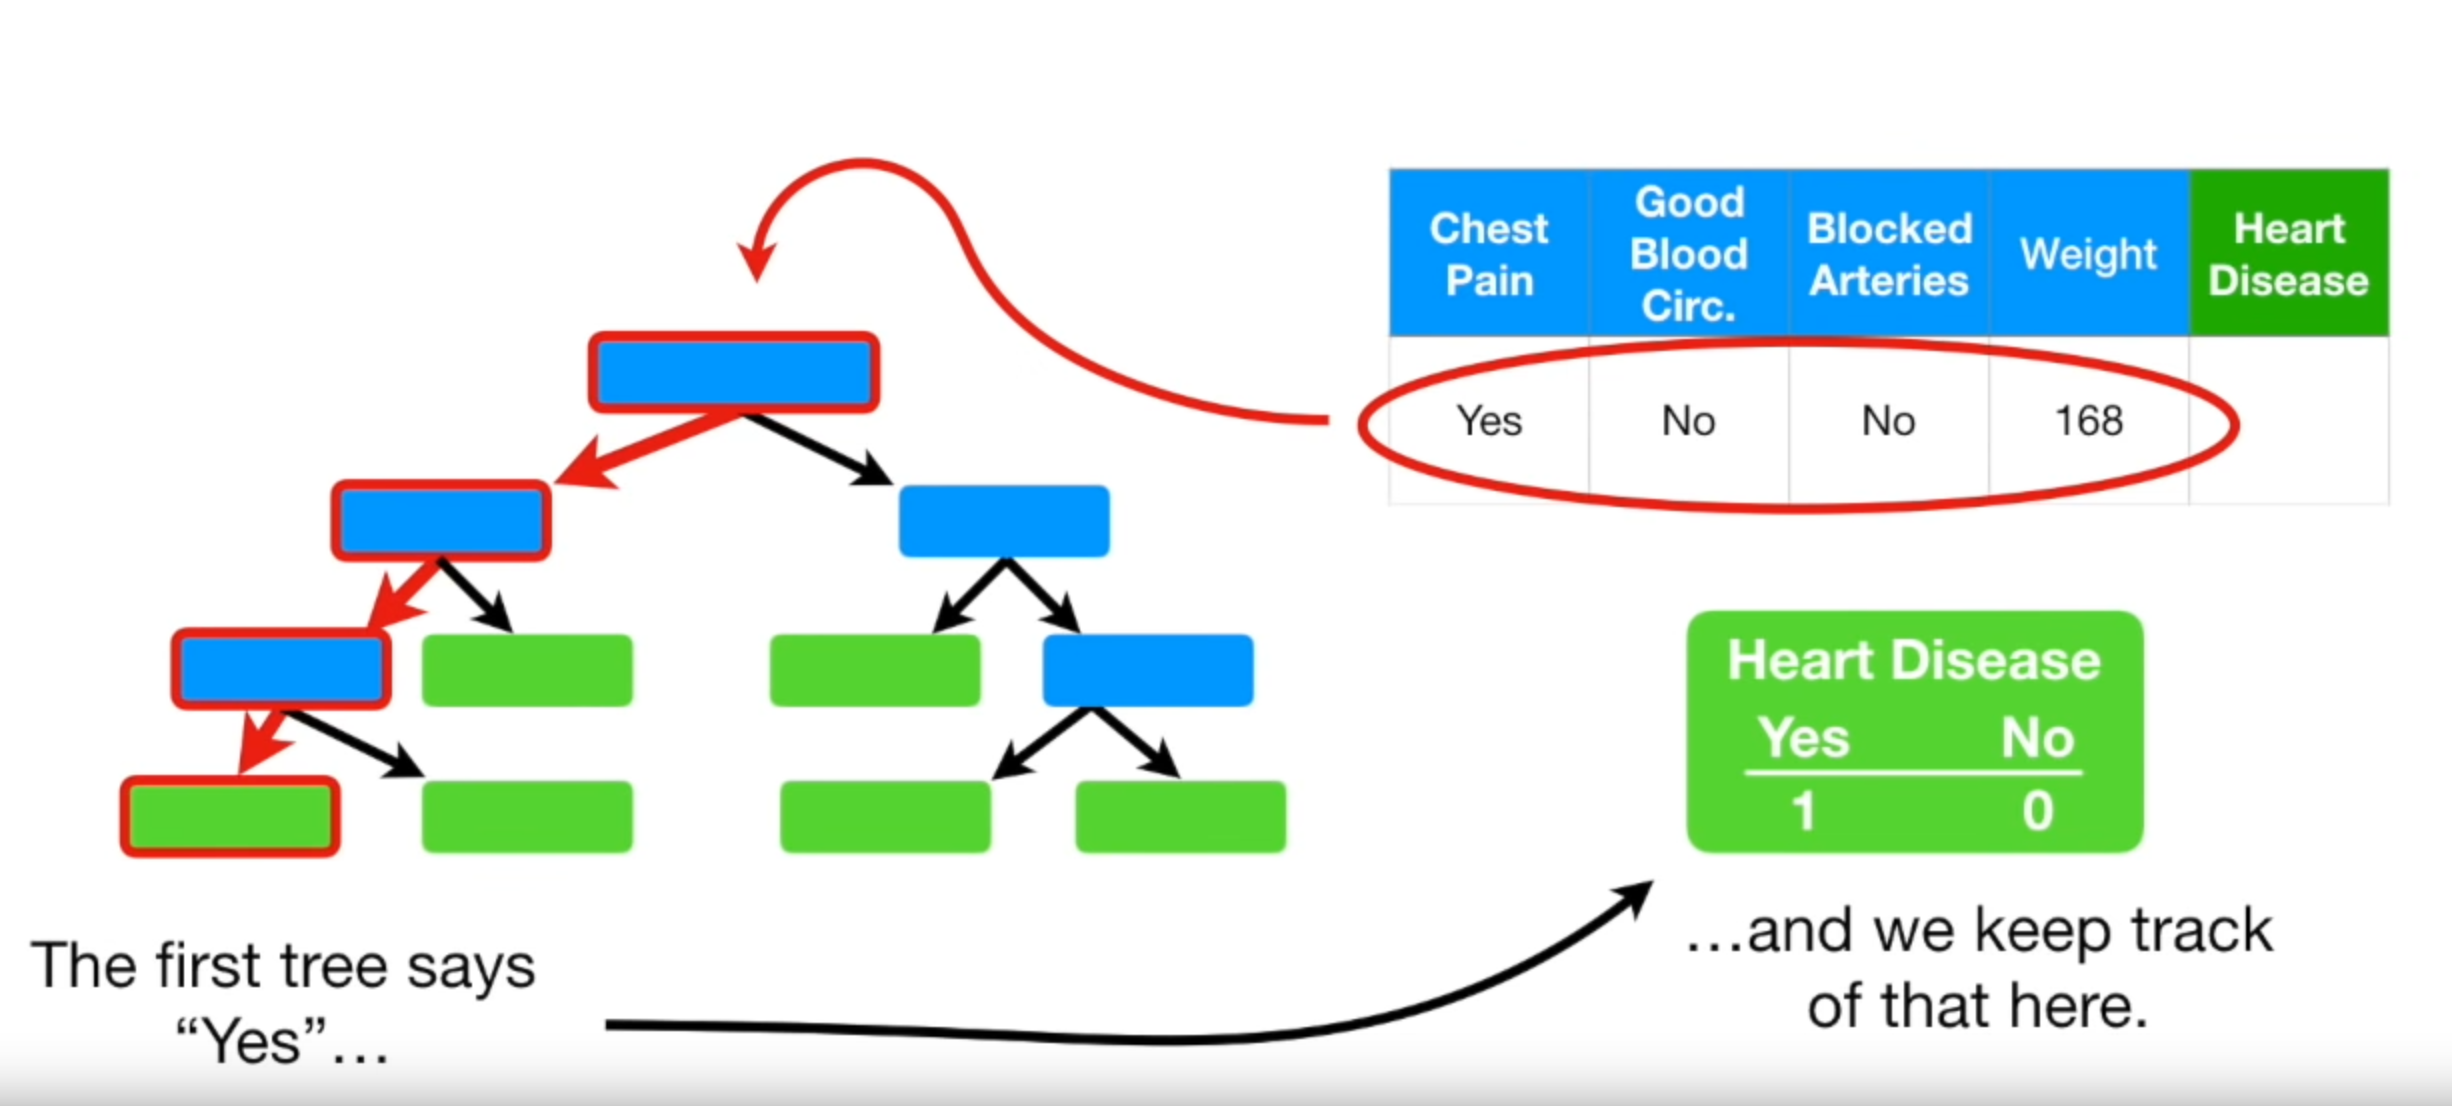 Chest
Pain
Good
Blood
Circ.
Blocked
Arteries
Weight
Heart
Disease
Yes
No
No
168
Heart Disease
Yes No
1 0
The first tree says
“Yes”...
...and we keep track
of that here.